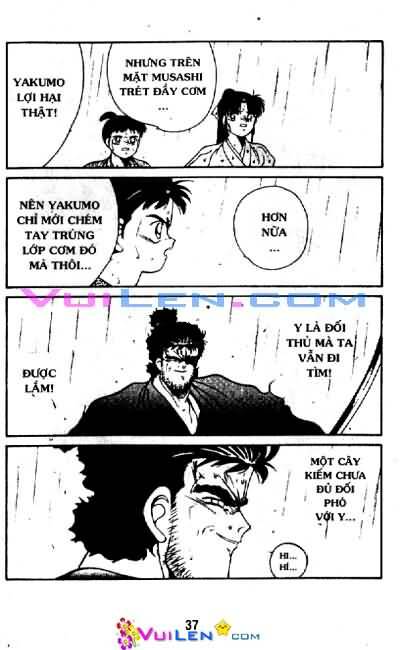 YAKUMO
LỢI HẠI
THẬT!
NHƯNG TRÊN
MẶT MUSASHI
TRÉT ĐẦY CƠM
...
NÊN YAKUMO
CHỈ MỚI CHÉM
TAY TRÚNG
LỚP CƠM ĐÓ
MÀ THÔI...
HƠN
NỮA
...
VUILEN.COM
ĐƯỢC
LẮM!
Y LÀ ĐỐI
THỦ MÀ TA
VẪN ĐI
TÌM!
MỘT CÂY
KIẾM CHƯA
ĐỦ ĐỐI
PHÓ
VỚI Y...
HI...
HÍ...
37
VUILEN.COM